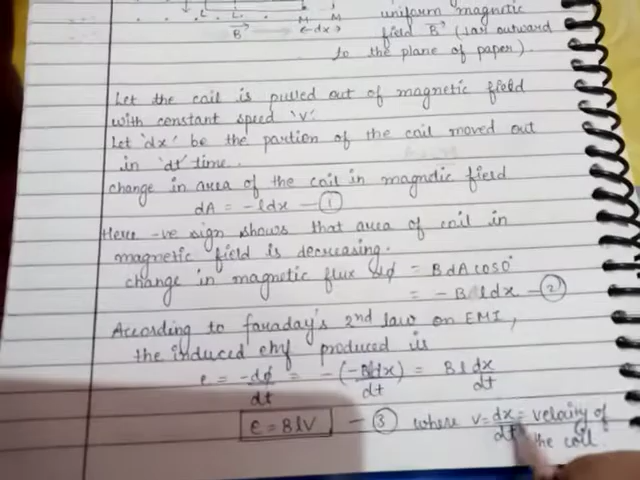 L L M M
B⃗ ←dx→
uniform magnetic
field B⃗ ( outward
to the plane of paper).
Let the coil is pulled out of magnetic field
with constant speed 'v'.
Let 'dx' be the portion of the coil moved out
in 'dt' time.
change in area of the coil in magnetic field
dA = -ldx — ①
Here -ve sign shows that area of coil in
magnetic field is decreasing.
change in magnetic flux dϕ = BdA cos0°
= -B ldx — ②
According to faraday's 2nd law on EMI,
the induced emf produced is
e = -dϕ/dt = -(-Bldx)/dt = Bl dx/dt
e = BlV — ③ where v = dx/dt = velocity of
the coil.